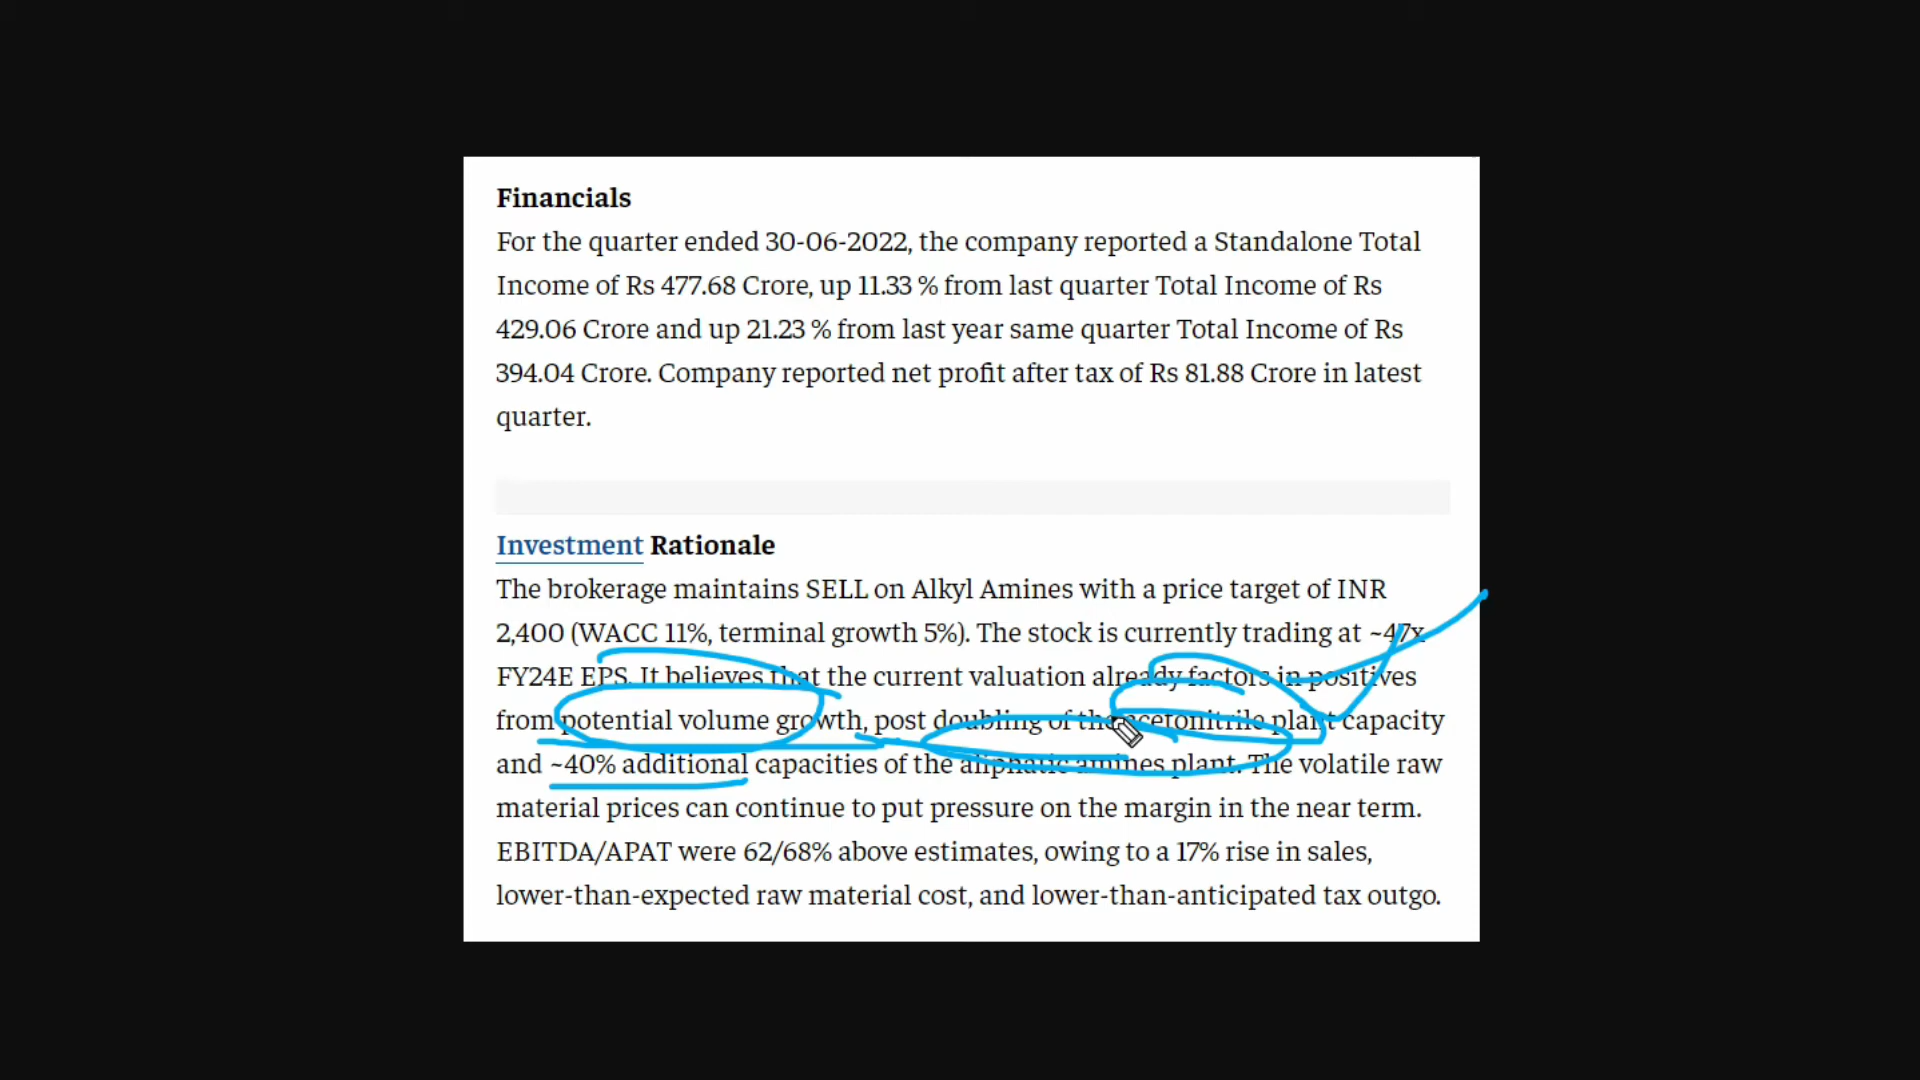 Financials
For the quarter ended 30-06-2022, the company reported a Standalone Total
Income of Rs 477.68 Crore, up 11.33 % from last quarter Total Income of Rs
429.06 Crore and up 21.23 % from last year same quarter Total Income of Rs
394.04 Crore. Company reported net profit after tax of Rs 81.88 Crore in latest
quarter.
Investment Rationale
The brokerage maintains SELL on Alkyl Amines with a price target of INR
2,400 (WACC 11%, terminal growth 5%). The stock is currently trading at ~47x
FY24E EPS. It believes that the current valuation already factors in positives
from potential volume growth, post doubling of the acetonitrile plant capacity
and ~40% additional capacities of the aliphatic amines plant. The volatile raw
material prices can continue to put pressure on the margin in the near term.
EBITDA/APAT were 62/68% above estimates, owing to a 17% rise in sales,
lower-than-expected raw material cost, and lower-than-anticipated tax outgo.